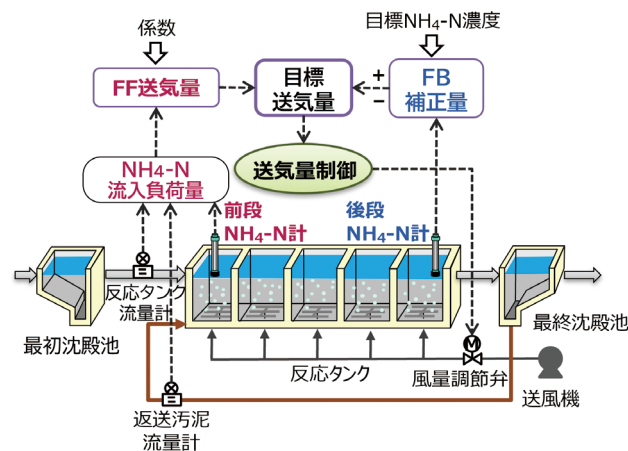 係数
目標NH₄-N濃度
FF送気量
目標
送気量
+
−
FB
補正量
送気量制御
NH₄-N
流入負荷量
前段
NH₄-N計
後段
NH₄-N計
反応タンク
流量計
最初沈殿池
最終沈殿池
M
反応タンク
風量調節弁
送風機
返送汚泥
流量計